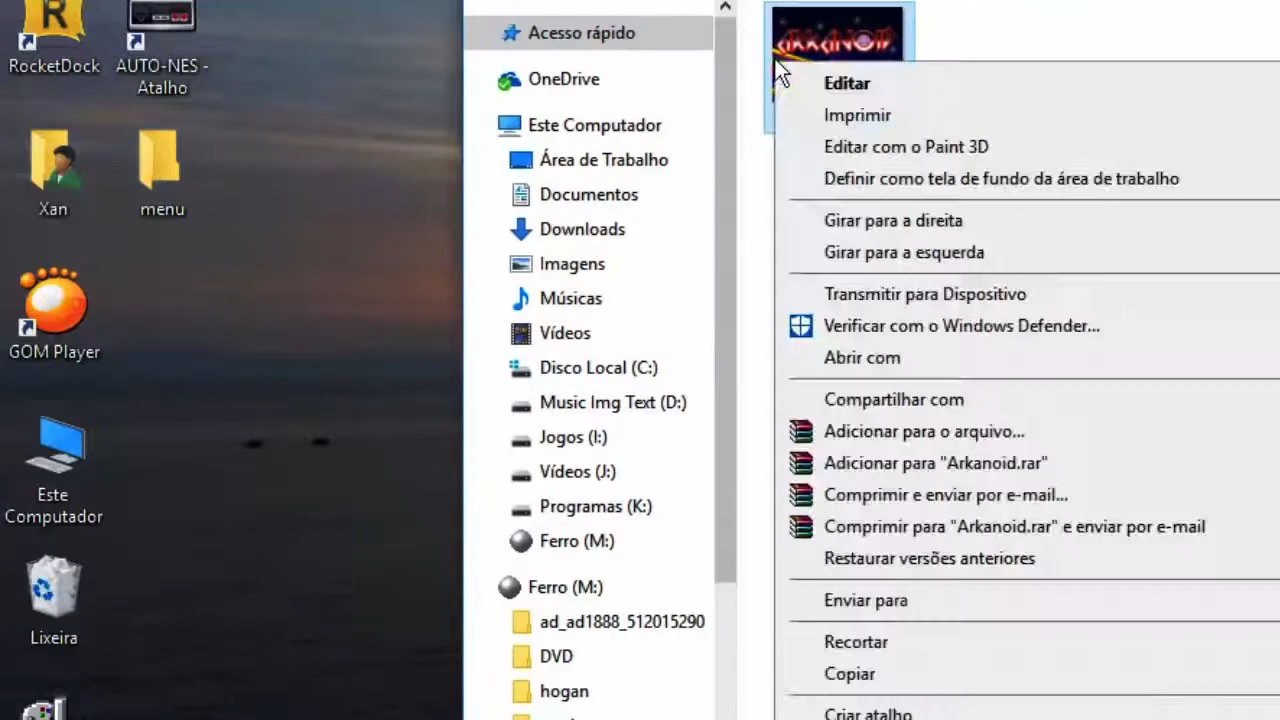 RocketDock
AUTO-NES -
Atalho
Xan
menu
GOM Player
Este
Computador
Lixeira
Acesso rápido
OneDrive
Este Computador
Área de Trabalho
Documentos
Downloads
Imagens
Músicas
Vídeos
Disco Local (C:)
Music Img Text (D:)
Jogos (I:)
Vídeos (J:)
Programas (K:)
Ferro (M:)
Ferro (M:)
ad_ad1888_512015290
DVD
hogan
ARKANOID
Editar
Imprimir
Editar com o Paint 3D
Definir como tela de fundo da área de trabalho
Girar para a direita
Girar para a esquerda
Transmitir para Dispositivo
Verificar com o Windows Defender...
Abrir com
Compartilhar com
Adicionar para o arquivo...
Adicionar para "Arkanoid.rar"
Comprimir e enviar por e-mail...
Comprimir para "Arkanoid.rar" e enviar por e-mail
Restaurar versões anteriores
Enviar para
Recortar
Copiar
Criar atalho